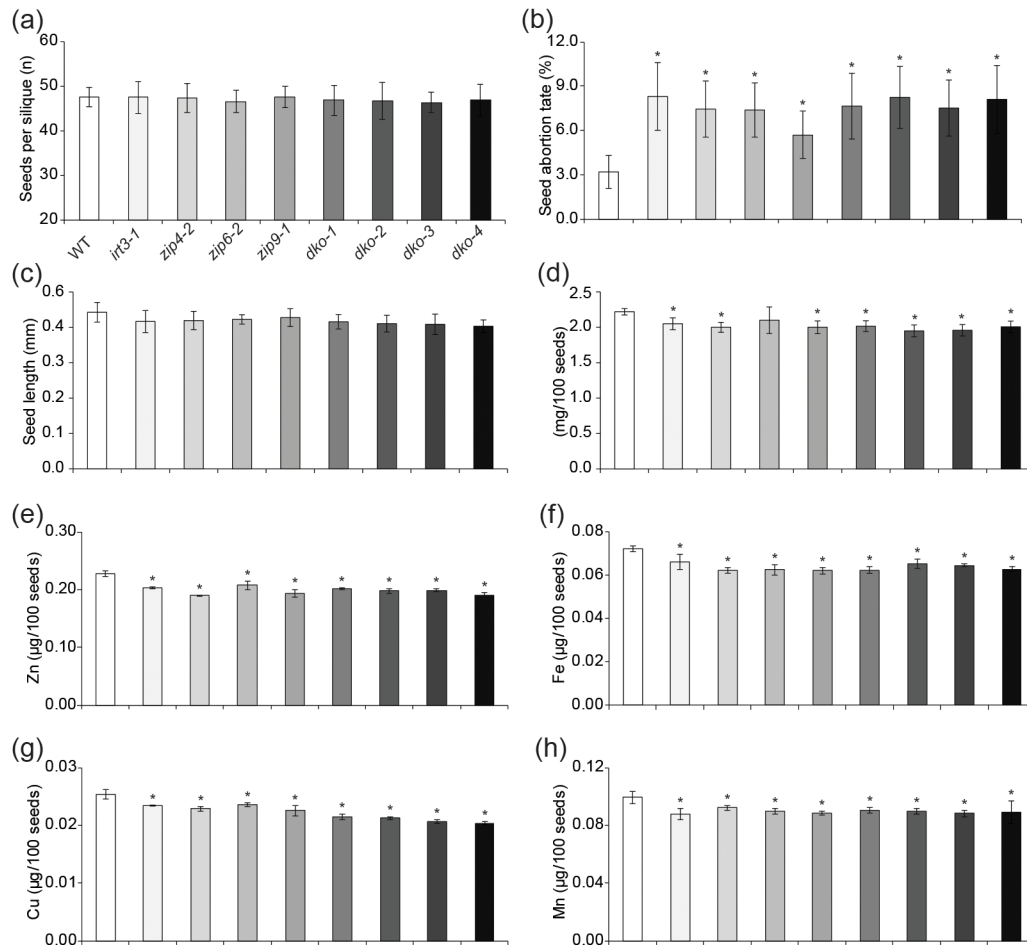 (a)
60
50
40
30
20
Seeds per silique (n)
WT
irt3-1
zip4-2
zip6-2
zip9-1
dko-1
dko-2
dko-3
dko-4
(b)
12.0
9.0
6.0
3.0
0.0
Seed abortion tate (%)
* * * * * * * *
(c)
0.6
0.4
0.2
0.0
Seed length (mm)
(d)
2.5
2.0
1.5
1.0
0.5
0.0
(mg/100 seeds)
* * * * * * *
(e)
0.30
0.20
0.10
0.00
Zn (µg/100 seeds)
* * * * * * * *
(f)
0.08
0.06
0.04
0.02
0.00
Fe (µg/100 seeds)
* * * * * * * *
(g)
0.03
0.02
0.01
0.00
Cu (µg/100 seeds)
* * * * * * * *
(h)
0.12
0.08
0.04
0.00
Mn (µg/100 seeds)
* * * * * * * *